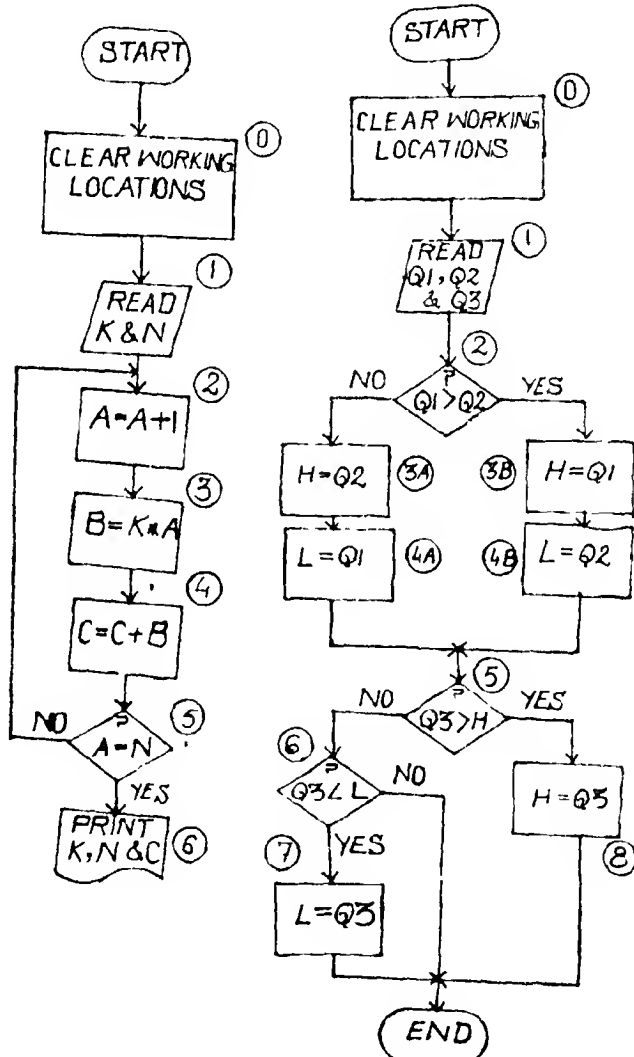 START
0
CLEAR WORKING
LOCATIONS
1
READ
K & N
2
A=A+1
3
B=K*A
4
C=C+B
?
5
NO
A=N
YES
PRINT
K, N & C
6
START
0
CLEAR WORKING
LOCATIONS
1
READ
Q1, Q2
& Q3
2
?
NO
Q1>Q2
YES
H=Q2
3A
3B
H=Q1
L=Q1
4A
4B
L=Q2
5
?
NO
Q3>H
YES
6
?
Q3<L
NO
H=Q3
7
YES
8
L=Q3
END